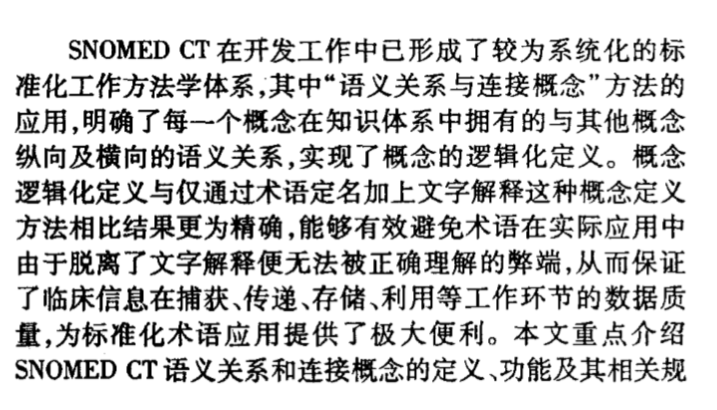 SNOMED CT 在开发工作中已形成了较为系统化的标
准化工作方法学体系,其中“语义关系与连接概念”方法的
应用,明确了每一个概念在知识体系中拥有的与其他概念
纵向及横向的语义关系,实现了概念的逻辑化定义。概念
逻辑化定义与仅通过术语定名加上文字解释这种概念定义
方法相比结果更为精确,能够有效避免术语在实际应用中
由于脱离了文字解释便无法被正确理解的弊端,从而保证
了临床信息在捕获、传递、存储、利用等工作环节的数据质
量,为标准化术语应用提供了极大便利。本文重点介绍
SNOMED CT 语义关系和连接概念的定义、功能及其相关规